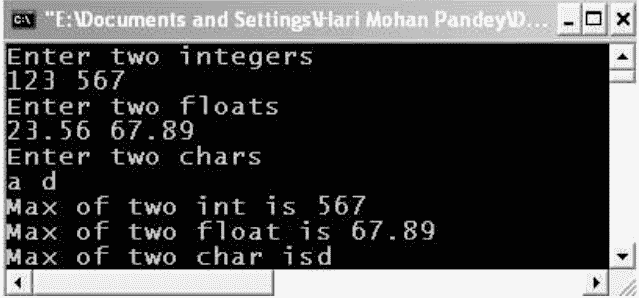 "E:\Documents and Settings\Hari Mohan Pandey\D...
Enter two integers
123 567
Enter two floats
23.56 67.89
Enter two chars
a d
Max of two int is 567
Max of two float is 67.89
Max of two char isd